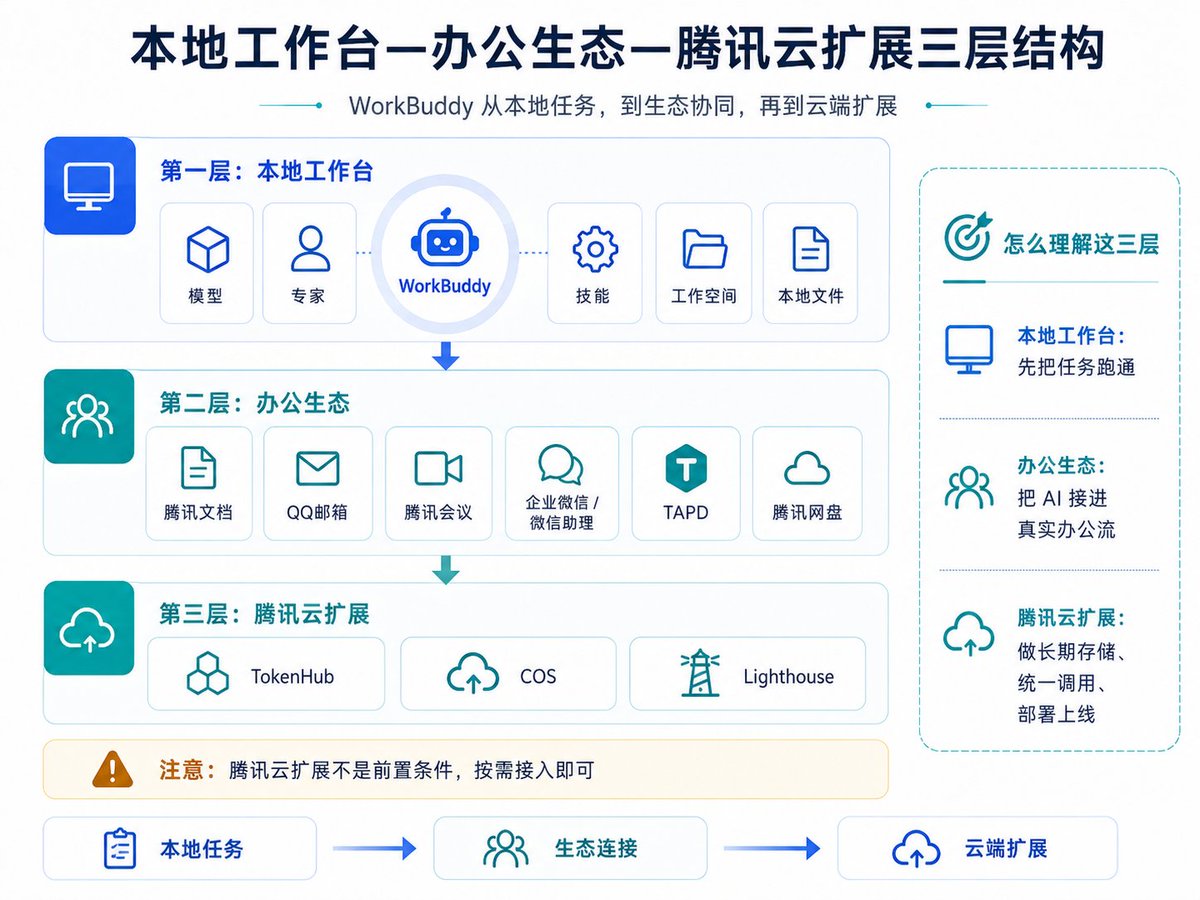 本地工作台—办公生态—腾讯云扩展三层结构
WorkBuddy 从本地任务，到生态协同，再到云端扩展
第一层：本地工作台
模型
专家
WorkBuddy
技能
工作空间
本地文件
第二层：办公生态
腾讯文档
QQ邮箱
腾讯会议
企业微信 /
微信助理
T
TAPD
腾讯网盘
第三层：腾讯云扩展
TokenHub
COS
Lighthouse
注意：腾讯云扩展不是前置条件，按需接入即可
本地任务
生态连接
云端扩展
怎么理解这三层
本地工作台：
先把任务跑通
办公生态：
把 AI 接进
真实办公流
腾讯云扩展：
做长期存储、
统一调用、
部署上线